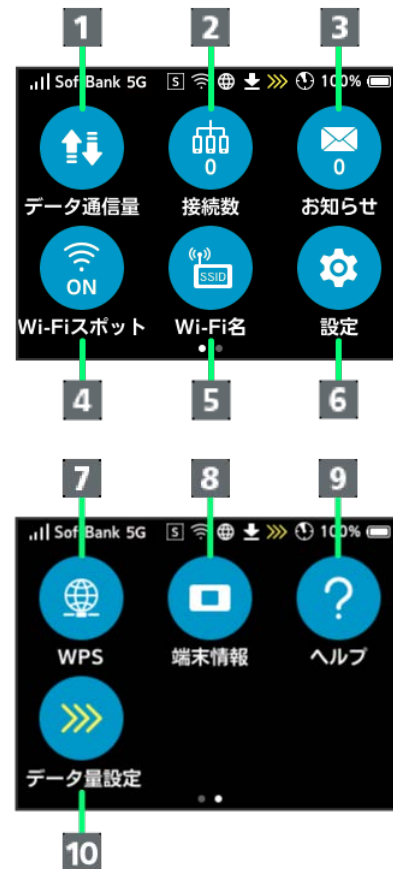 1 2 3
SoftBank 5G S 100%
0 0
データ通信量 接続数 お知らせ
ON SSID
Wi-Fiスポット Wi-Fi名 設定
4 5 6
7 8 9
SoftBank 5G S 100%
?
WPS 端末情報 ヘルプ
データ量設定
10